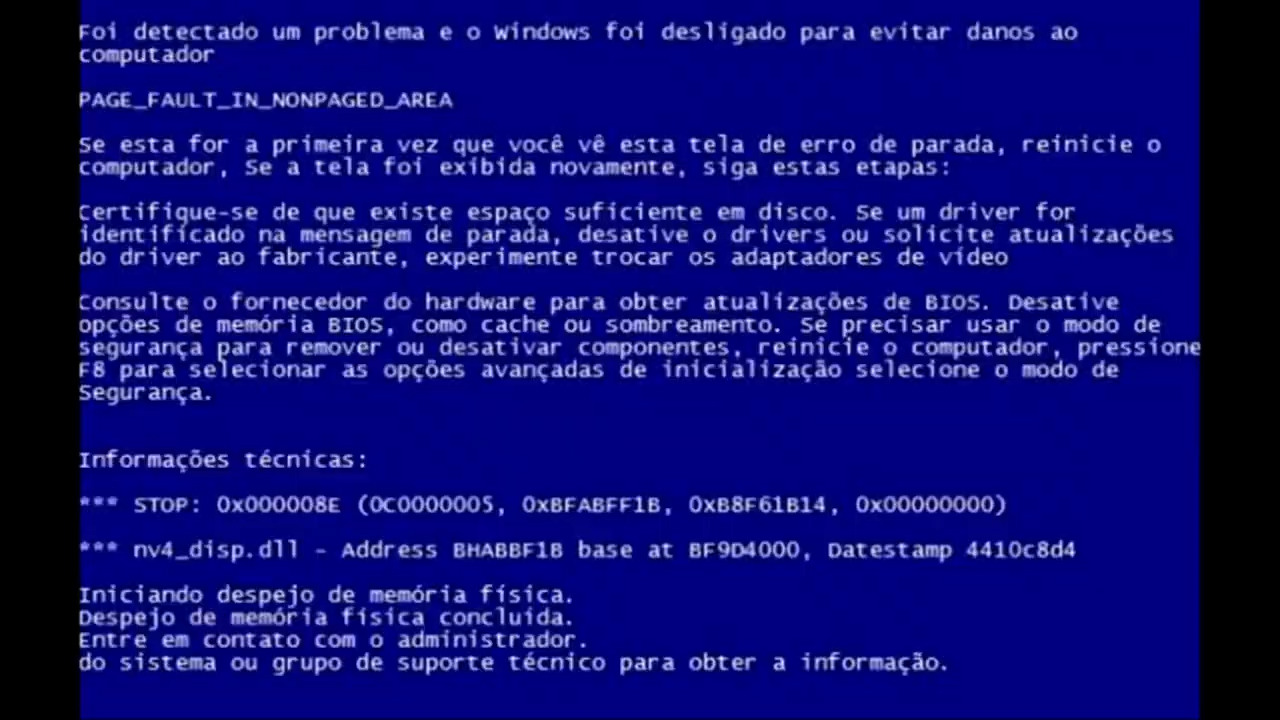 Foi detectado um problema e o Windows foi desligado para evitar danos ao
computador
PAGE_FAULT_IN_NONPAGED_AREA
Se esta for a primeira vez que você vê esta tela de erro de parada, reinicie o
computador, Se a tela foi exibida novamente, siga estas etapas:
Certifique-se de que existe espaço suficiente em disco. Se um driver for
identificado na mensagem de parada, desative o drivers ou solicite atualizações
do driver ao fabricante, experimente trocar os adaptadores de vídeo
Consulte o fornecedor do hardware para obter atualizações de BIOS. Desative
opções de memória BIOS, como cache ou sombreamento. Se precisar usar o modo de
segurança para remover ou desativar componentes, reinicie o computador, pressione
F8 para selecionar as opções avançadas de inicialização selecione o modo de
Segurança.
Informações técnicas:
*** STOP: 0x000008E (0C0000005, 0xBFABFF1B, 0xB8F61B14, 0x00000000)
*** nv4_disp.dll - Address BHABBF1B base at BF9D4000, Datestamp 4410c8d4
Iniciando despejo de memória física.
Despejo de memória física concluída.
Entre em contato com o administrador.
do sistema ou grupo de suporte técnico para obter a informação.